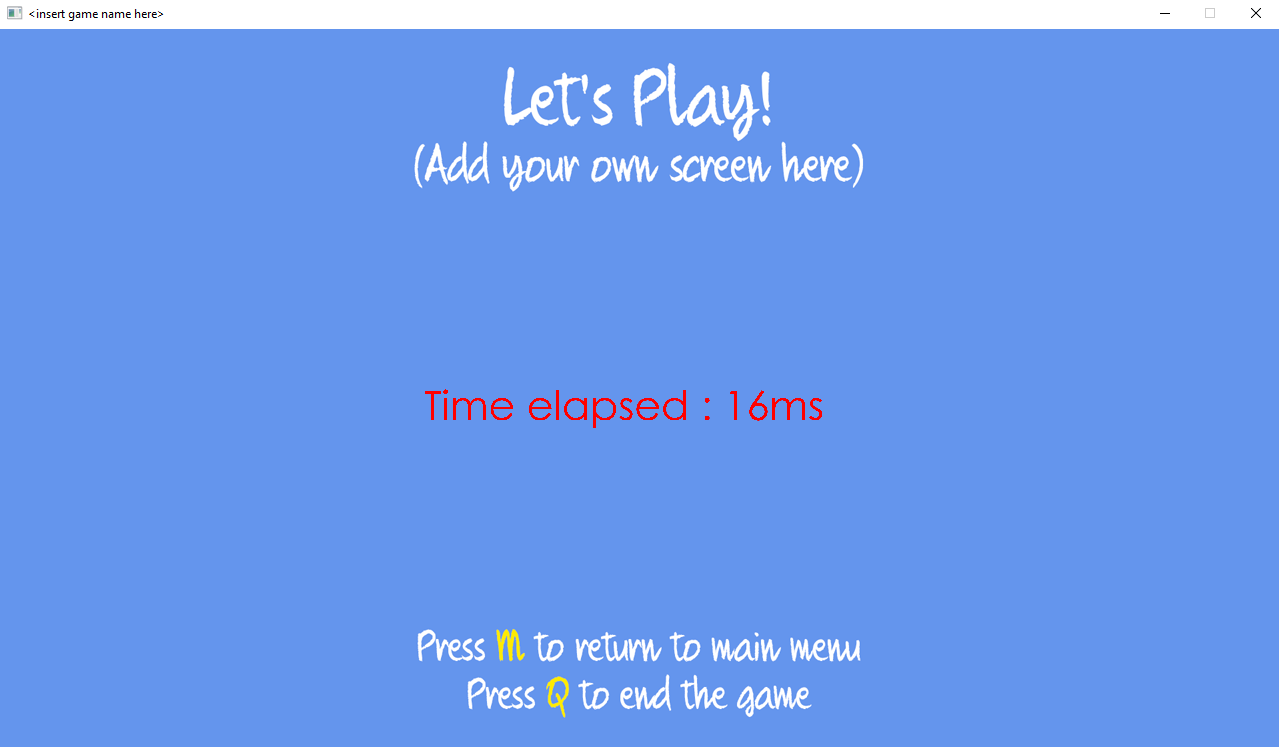 <insert game name here>
Let's Play!
(Add your own screen here)
Time elapsed : 16ms
Press M to return to main menu
Press Q to end the game